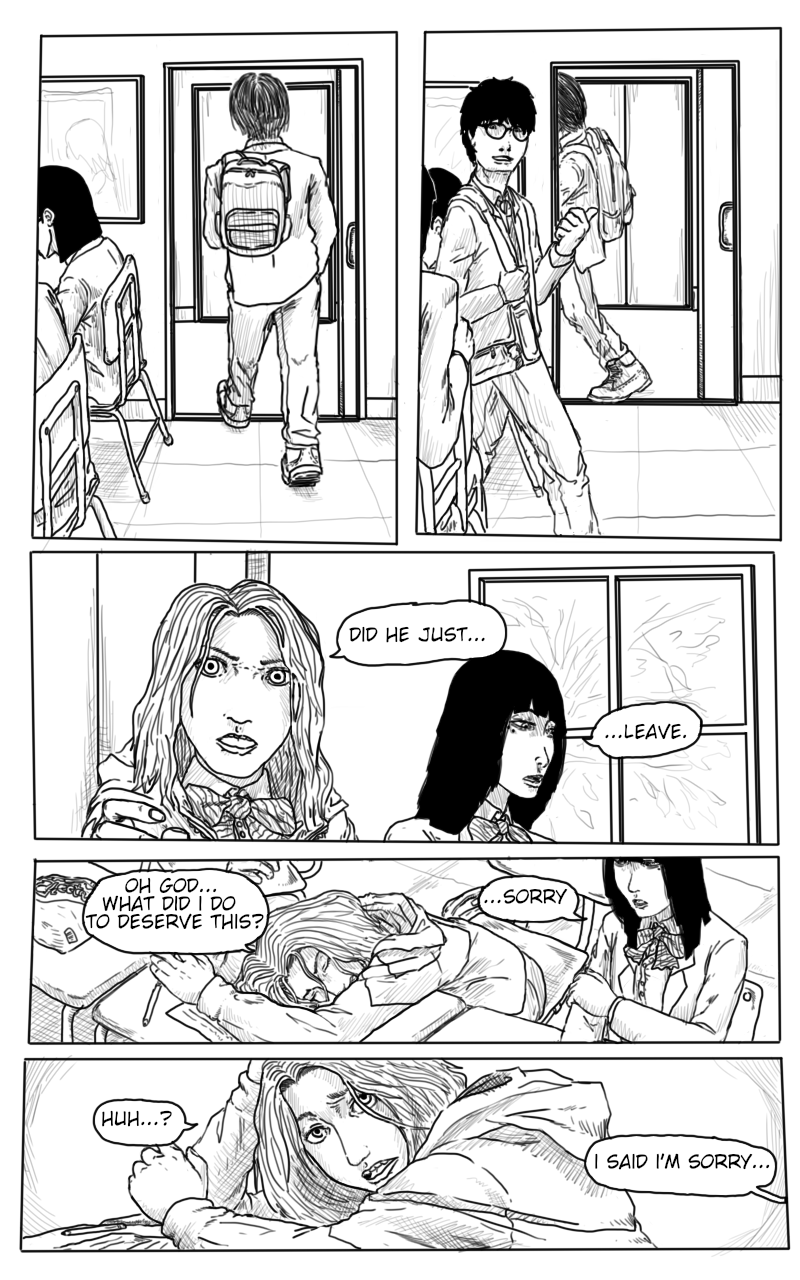 DID HE JUST...
...LEAVE.
OH GOD...
WHAT DID I DO
TO DESERVE THIS?
...SORRY
HUH...?
I SAID I'M SORRY...